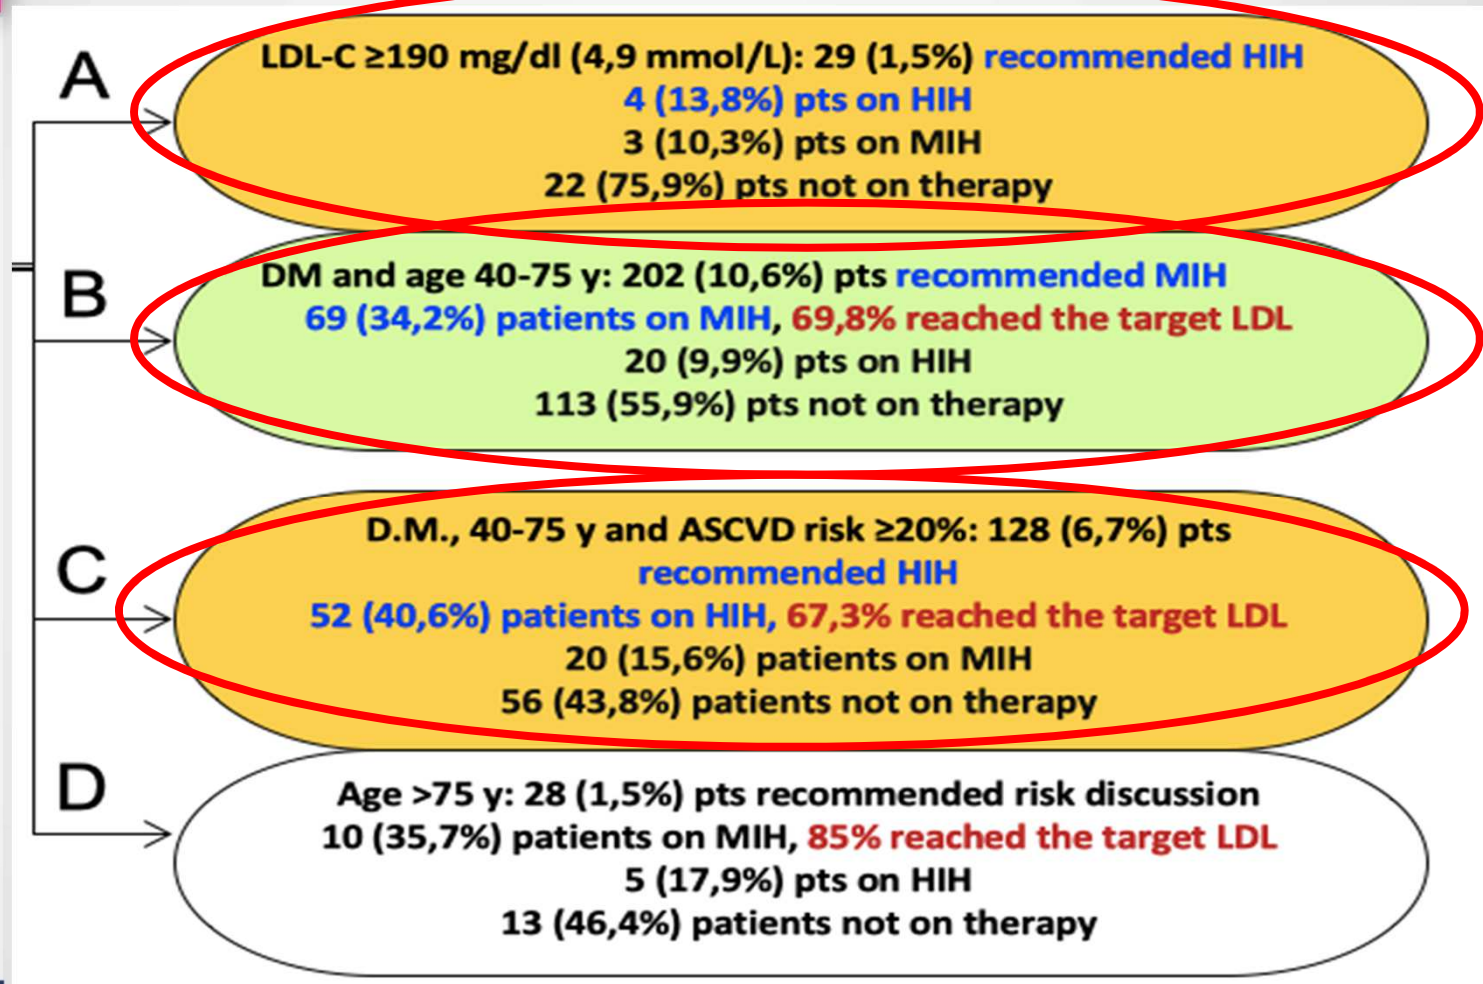 A
LDL-C ≥190 mg/dl (4,9 mmol/L): 29 (1,5%) recommended HIH
4 (13,8%) pts on HIH
3 (10,3%) pts on MIH
22 (75,9%) pts not on therapy
B
DM and age 40-75 y: 202 (10,6%) pts recommended MIH
69 (34,2%) patients on MIH, 69,8% reached the target LDL
20 (9,9%) pts on HIH
113 (55,9%) pts not on therapy
C
D.M., 40-75 y and ASCVD risk ≥20%: 128 (6,7%) pts
recommended HIH
52 (40,6%) patients on HIH, 67,3% reached the target LDL
20 (15,6%) patients on MIH
56 (43,8%) patients not on therapy
D
Age >75 y: 28 (1,5%) pts recommended risk discussion
10 (35,7%) patients on MIH, 85% reached the target LDL
5 (17,9%) pts on HIH
13 (46,4%) patients not on therapy